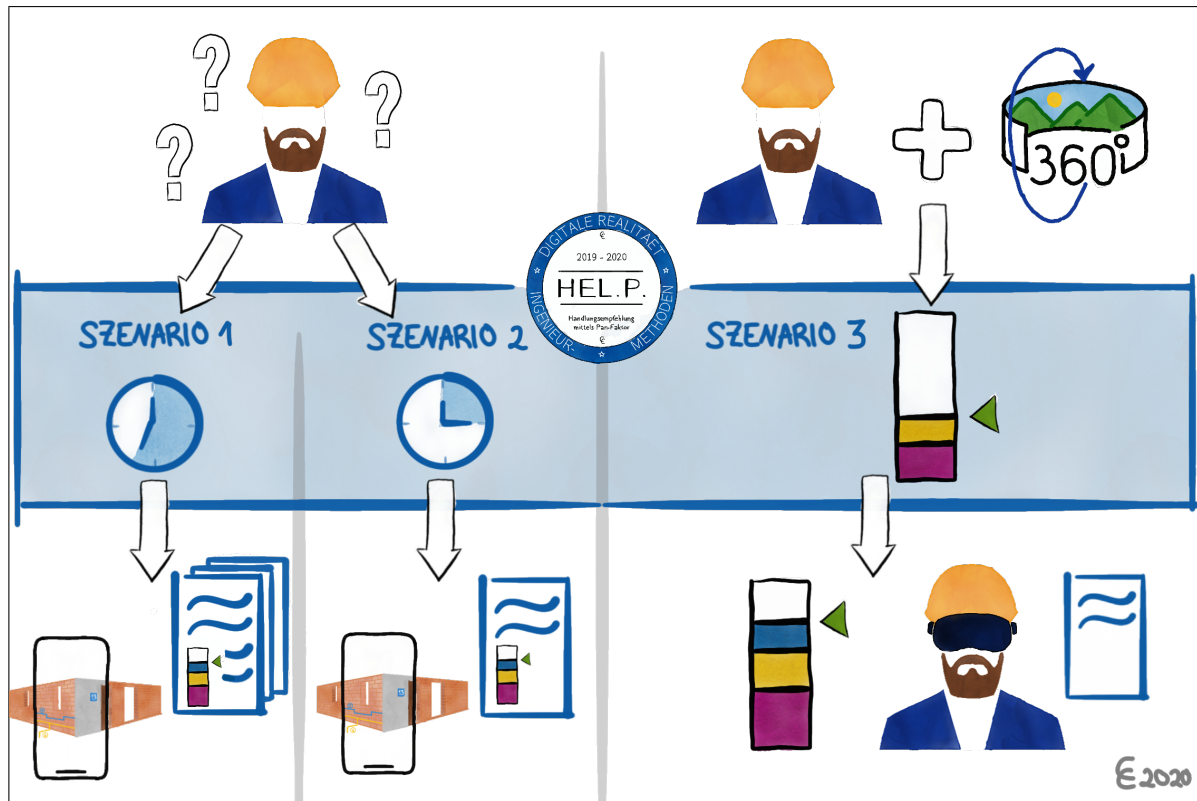 ?
?
?
360°
DIGITALE REALITAET
2019 - 2020
HEL.P.
Handlungsempfehlung
mittels Pan-Faktor
INGENIEUR-
METHODEN
SZENARIO 1
SZENARIO 2
SZENARIO 3
2020